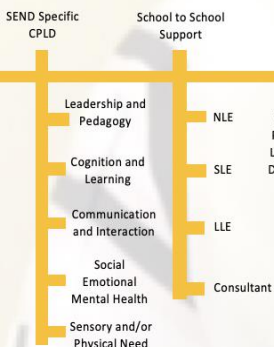 SEND Specific
CPLD
School to School
Support
Leadership and
Pedagogy
Cognition and
Learning
Communication
and Interaction
Social
Emotional
Mental Health
Sensory and/or
Physical Need
NLE
SLE
LLE
Consultant